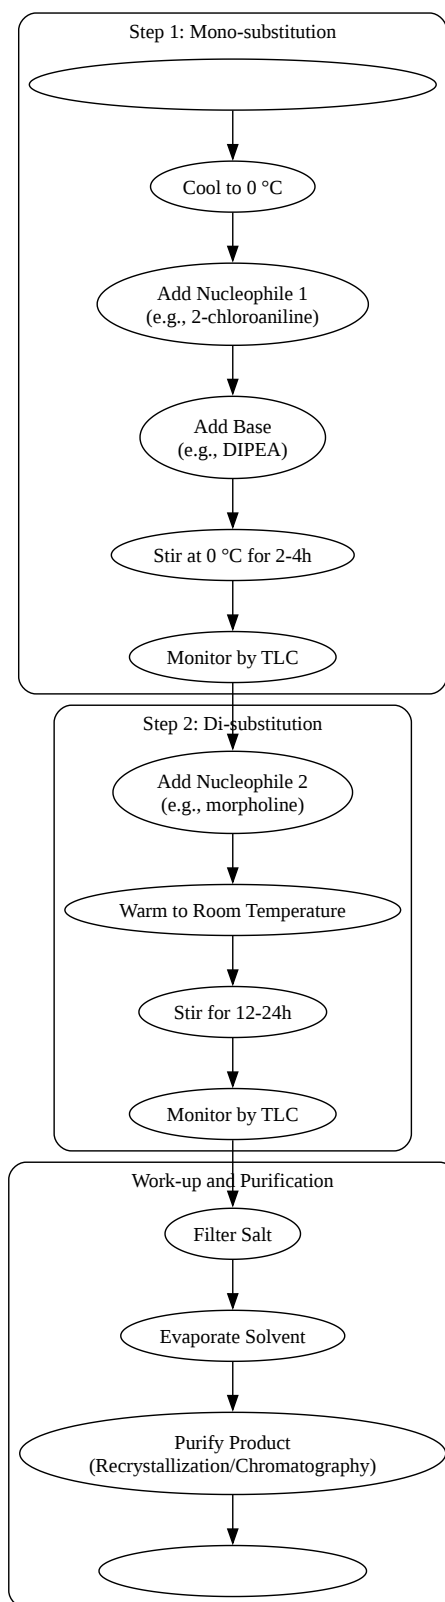 Step 1: Mono-substitution
Cool to 0 °C
Add Nucleophile 1
(e.g., 2-chloroaniline)
Add Base
(e.g., DIPEA)
Stir at 0 °C for 2-4h
Monitor by TLC
Step 2: Di-substitution
Add Nucleophile 2
(e.g., morpholine)
Warm to Room Temperature
Stir for 12-24h
Monitor by TLC
Work-up and Purification
Filter Salt
Evaporate Solvent
Purify Product
(Recrystallization/Chromatography)